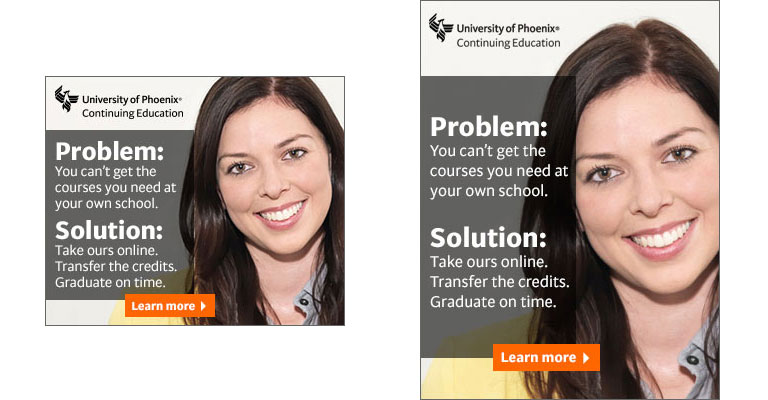 University of Phoenix®
Continuing Education
Problem:
You can't get the
courses you need at
your own school.
Solution:
Take ours online.
Transfer the credits.
Graduate on time.
Learn more
University of Phoenix®
Continuing Education
Problem:
You can't get the
courses you need at
your own school.
Solution:
Take ours online.
Transfer the credits.
Graduate on time.
Learn more